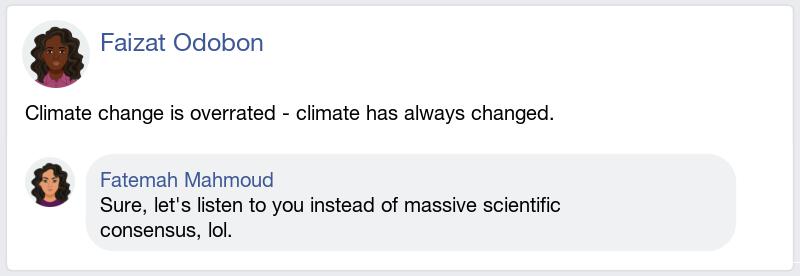 Faizat Odobon
Climate change is overrated - climate has always changed.
Fatemah Mahmoud
Sure, let's listen to you instead of massive scientific
consensus, lol.